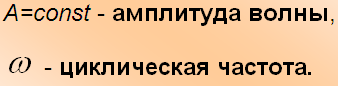 A=const - амплитуда волны,
ω - циклическая частота.